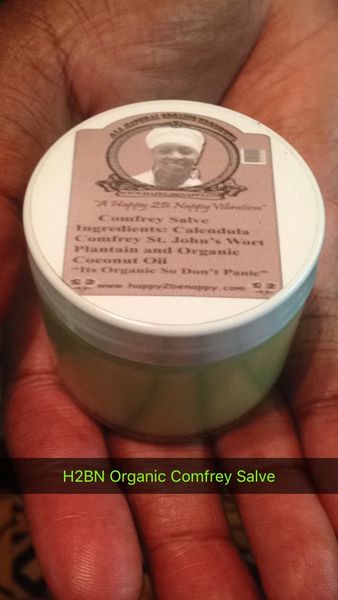 ALL NATURAL ORGANIC
"A Happy 2B Nappy Vibration"
Comfrey Salve
Ingredients: Calendula
Comfrey St. John's Wort
Plantain and Organic
Coconut Oil
"Its Organic So Don't Panic"
www.happy2benappy.com
H2BN Organic Comfrey Salve